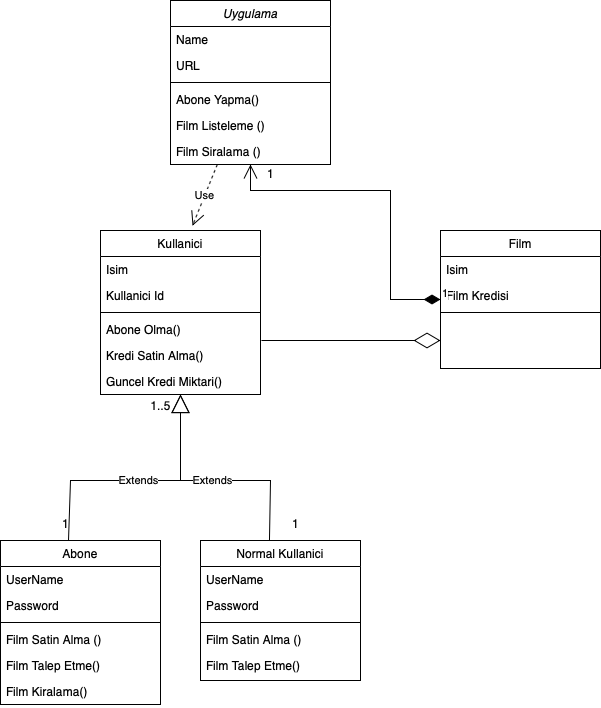 Uygulama
Name
URL
Abone Yapma()
Film Listeleme ()
Film Siralama ()
1
Use
Kullanici
Isim
Kullanici Id
Abone Olma()
Kredi Satin Alma()
Guncel Kredi Miktari()
Film
Isim
1
Film Kredisi
1..5
Extends
Extends
1
1
Abone
UserName
Password
Film Satin Alma ()
Film Talep Etme()
Film Kiralama()
Normal Kullanici
UserName
Password
Film Satin Alma ()
Film Talep Etme()